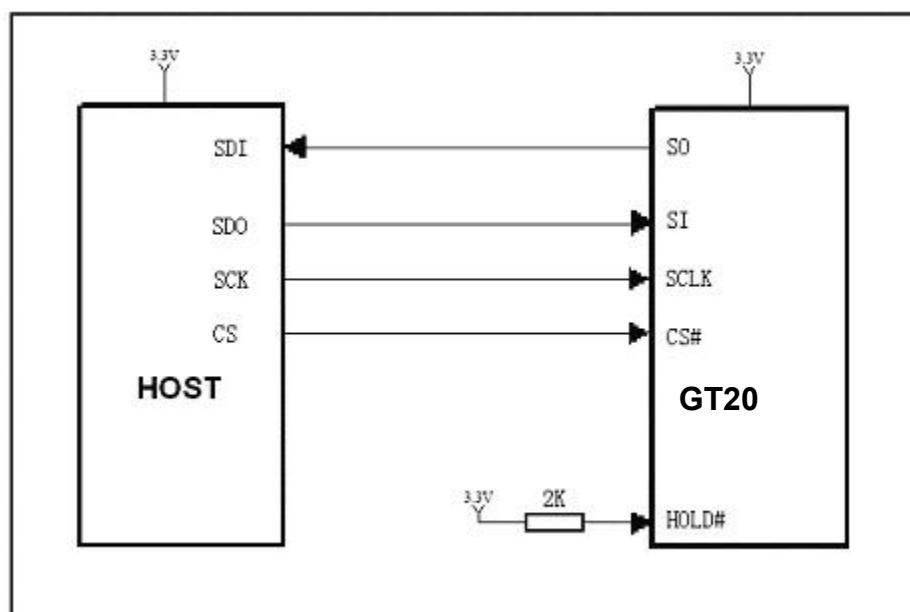 3.3V 3.3V
SDI SO
SDO SI
SCK SCLK
CS CS#
HOST GT20
3.3V 2K HOLD#